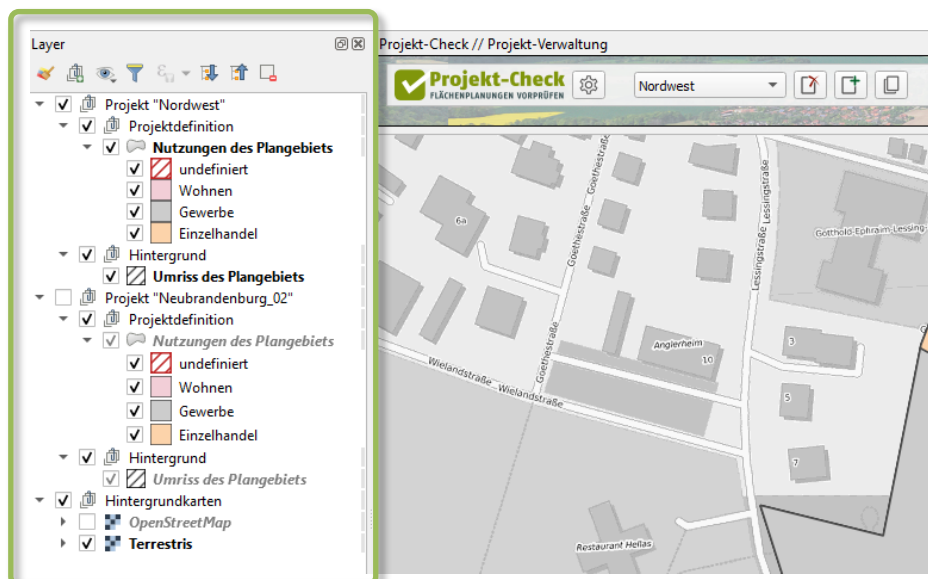 Layer
Projekt "Nordwest"
Projektdefinition
Nutzungen des Plangebiets
undefiniert
Wohnen
Gewerbe
Einzelhandel
Hintergrund
Umriss des Plangebiets
Projekt "Neubrandenburg_02"
Projektdefinition
Nutzungen des Plangebiets
undefiniert
Wohnen
Gewerbe
Einzelhandel
Hintergrund
Umriss des Plangebiets
Hintergrundkarten
OpenStreetMap
Terrestris
Projekt-Check // Projekt-Verwaltung
Projekt-Check
FLÄCHENPLANUNGEN VORPRÜFEN
Nordwest
Goethestraße
Goethestraße
Lessingstraße
Lessingstraße
6a
Gotthold-Ephraim-Lessing-
Goethestraße
Anglerheim
10
3
Wielandstraße
Wielandstraße
5
7
Restaurant Hellas